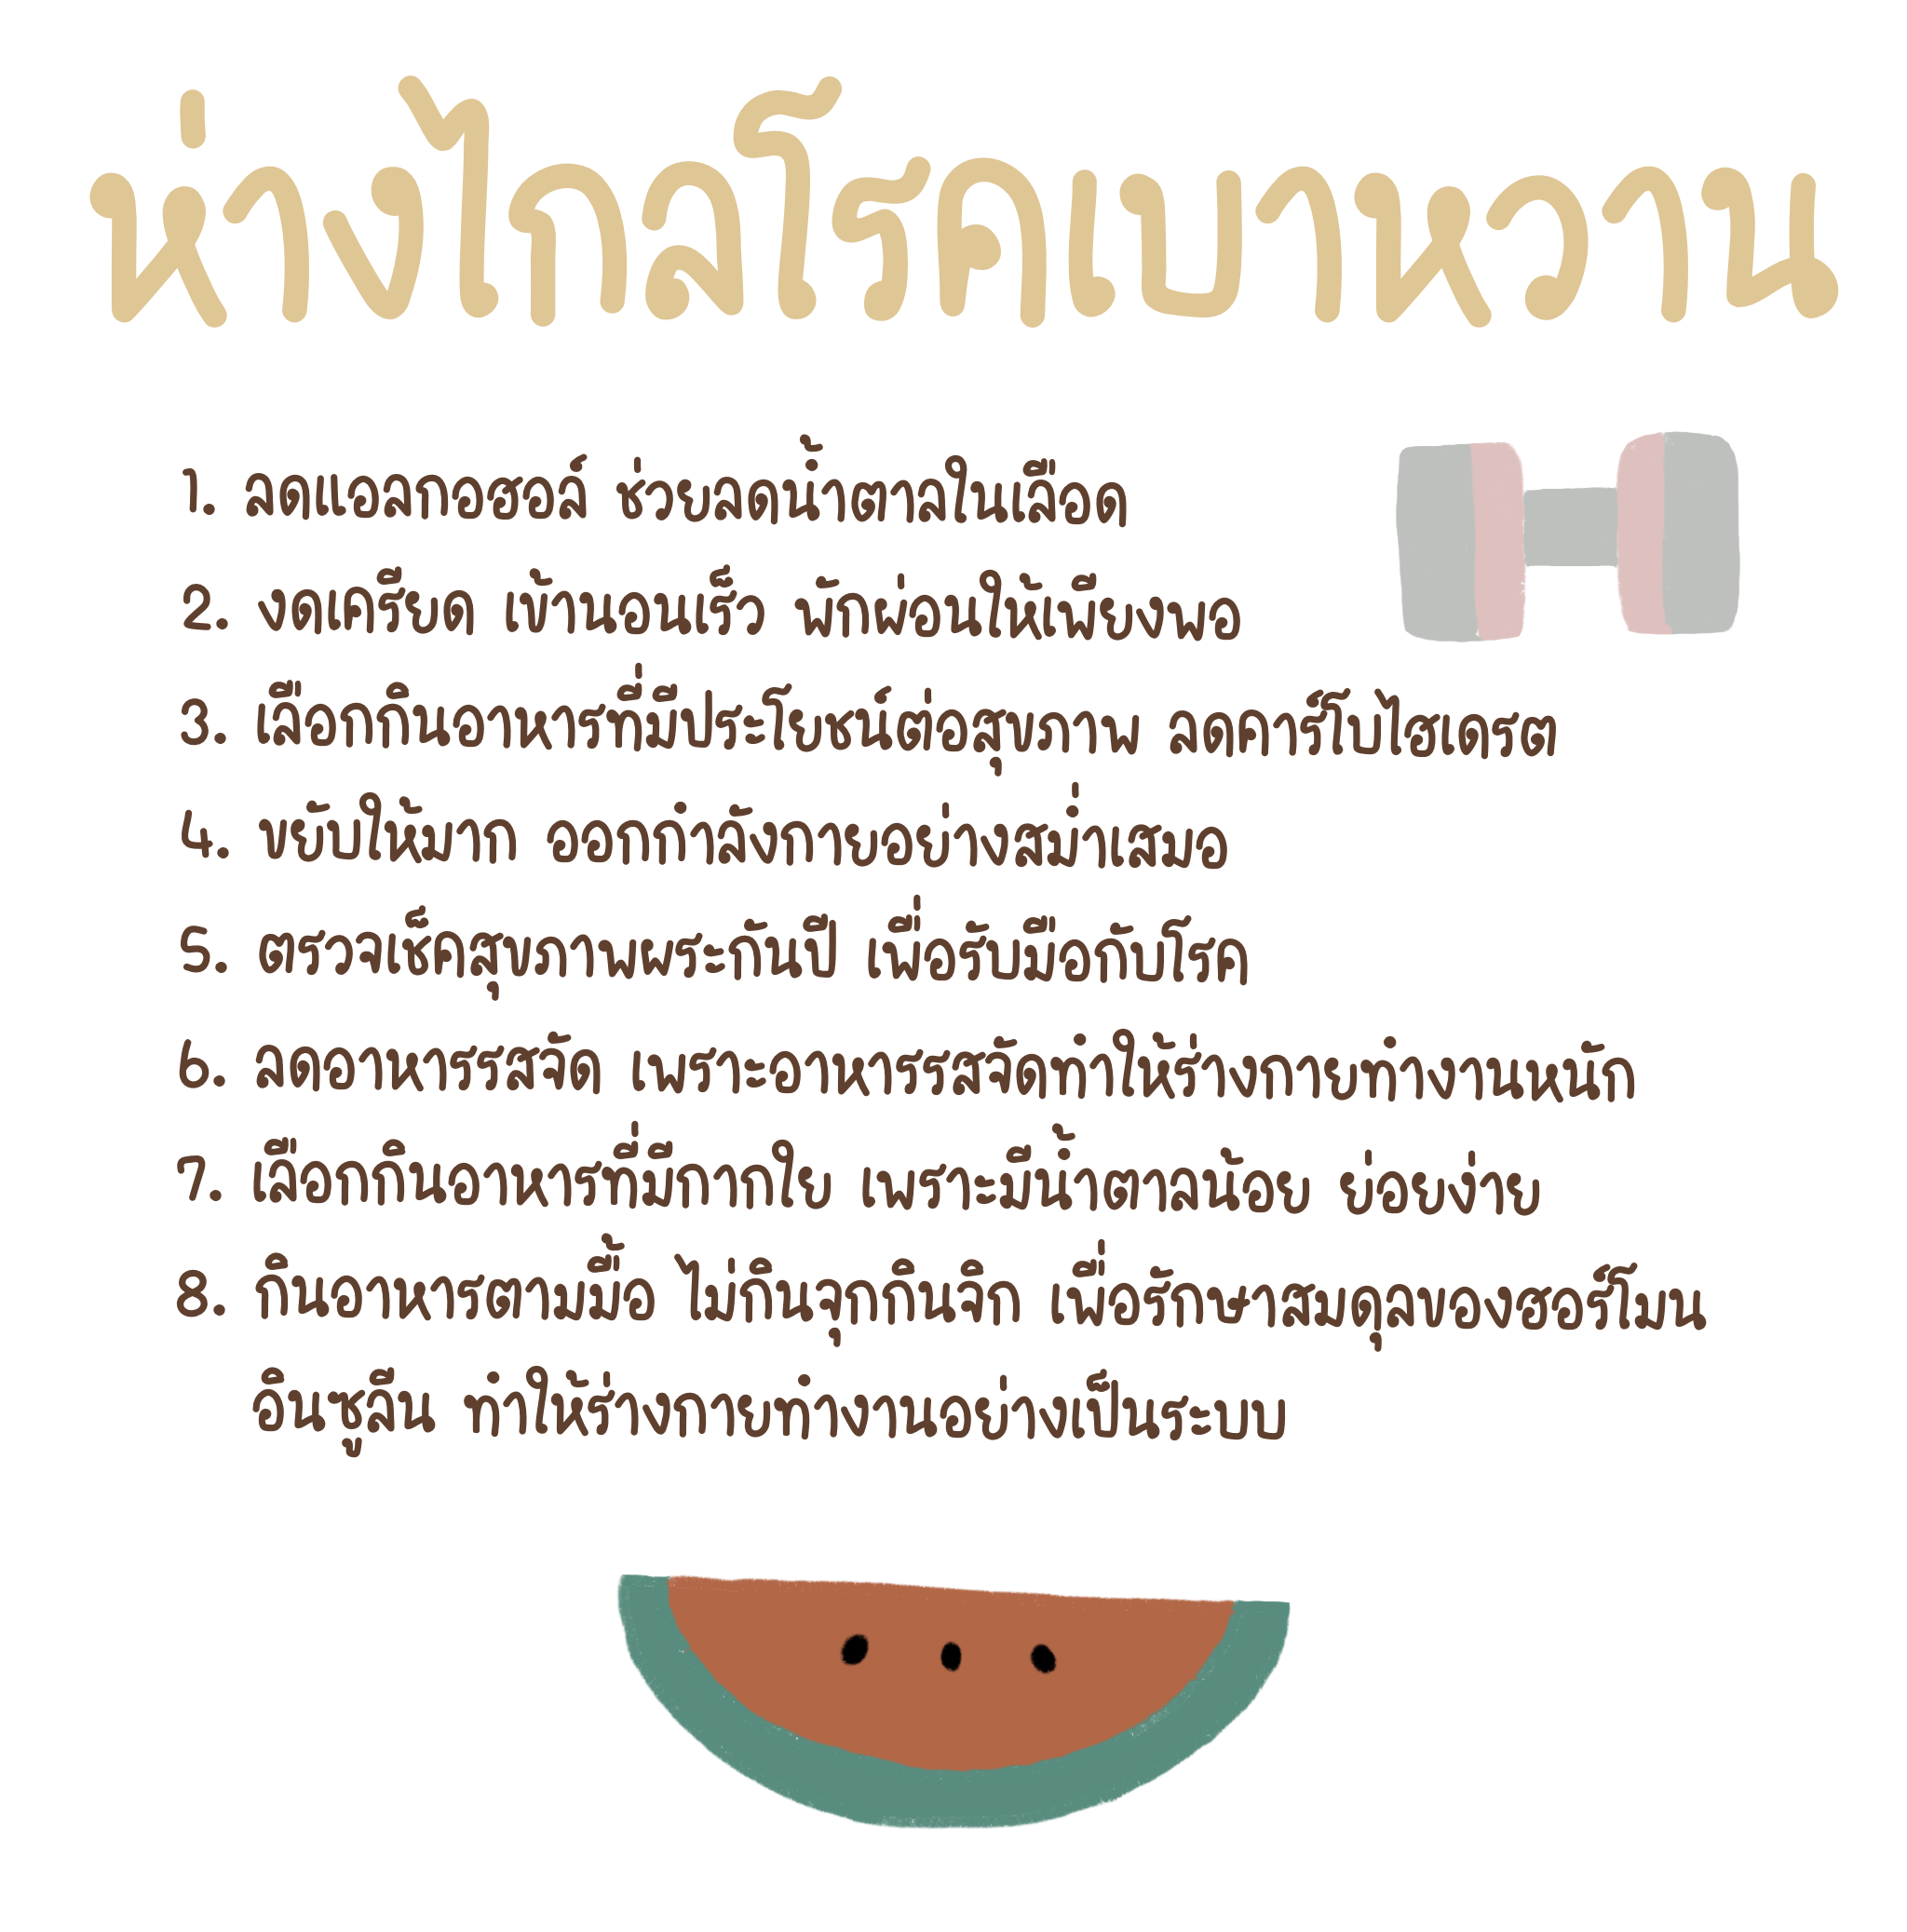 ห่างไกลโรคเบาหวาน
1. ลดแอลกอฮอล์ ช่วยลดน้ำตาลในเลือด
2. งดเครียด เข้านอนเร็ว พักผ่อนให้เพียงพอ
3. เลือกกินอาหารที่มีประโยชน์ต่อสุขภาพ ลดคาร์โบไฮเดรต
4. ขยับให้มาก ออกกำลังกายอย่างสม่ำเสมอ
5. ตรวจเช็คสุขภาพพระกันปี เพื่อรับมือกับโรค
6. ลดอาหารรสจัด เพราะอาหารรสจัดทำให้ร่างกายทำงานหนัก
7. เลือกกินอาหารที่มีกากใย เพราะมีน้ำตาลน้อย ย่อยง่าย
8. กินอาหารตามมื้อ ไม่กินจุกกินจิก เพื่อรักษาสมดุลของฮอร์โมน
อินซูลีน ทำให้ร่างกายทำงานอย่างเป็นระบบ